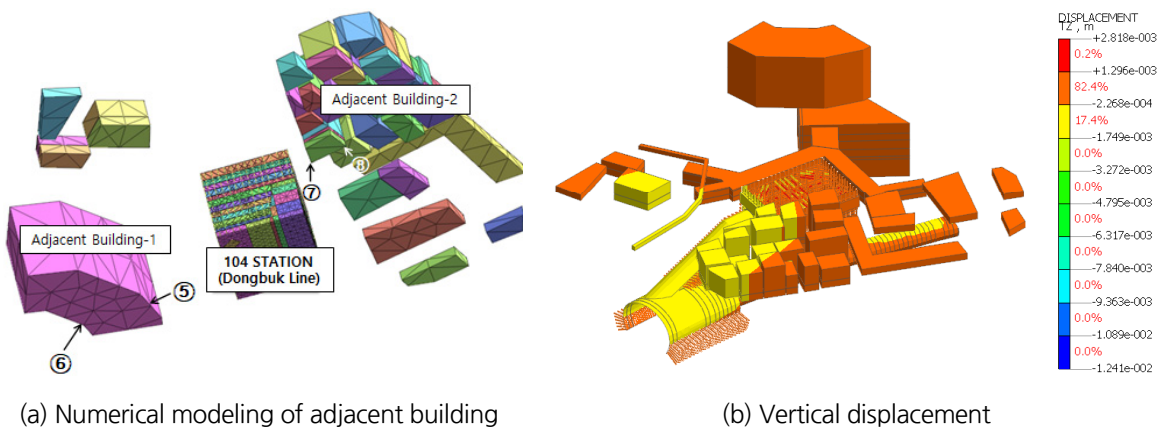 Adjacent Building-2
⑧
⑦
Adjacent Building-1
104 STATION
(Dongbuk Line)
⑤
⑥
(a) Numerical modeling of adjacent building
DISPLACEMENT
TZ , m
+2.818e-003
0.2%
+1.296e-003
82.4%
-2.268e-004
17.4%
-1.749e-003
0.0%
-3.272e-003
0.0%
-4.795e-003
0.0%
-6.317e-003
0.0%
-7.840e-003
0.0%
-9.363e-003
0.0%
-1.089e-002
0.0%
-1.241e-002
(b) Vertical displacement